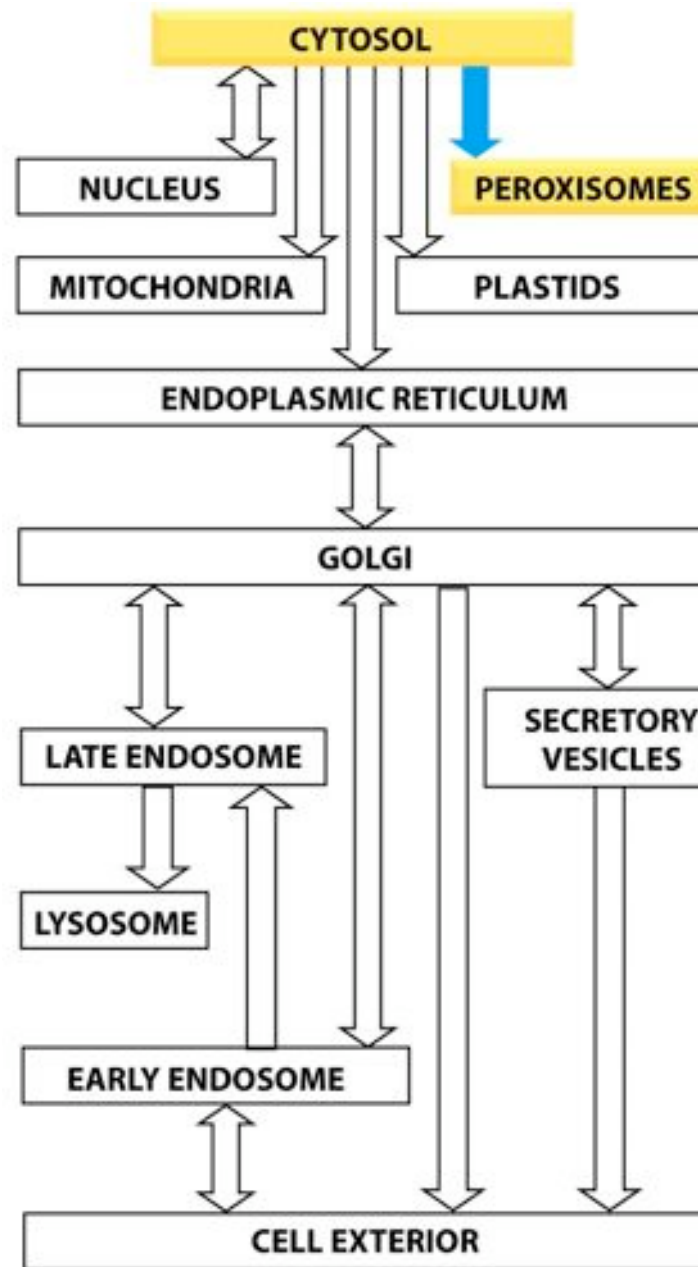 CYTOSOL
NUCLEUS
PEROXISOMES
MITOCHONDRIA
PLASTIDS
ENDOPLASMIC RETICULUM
GOLGI
LATE ENDOSOME
SECRETORY
VESICLES
LYSOSOME
EARLY ENDOSOME
CELL EXTERIOR